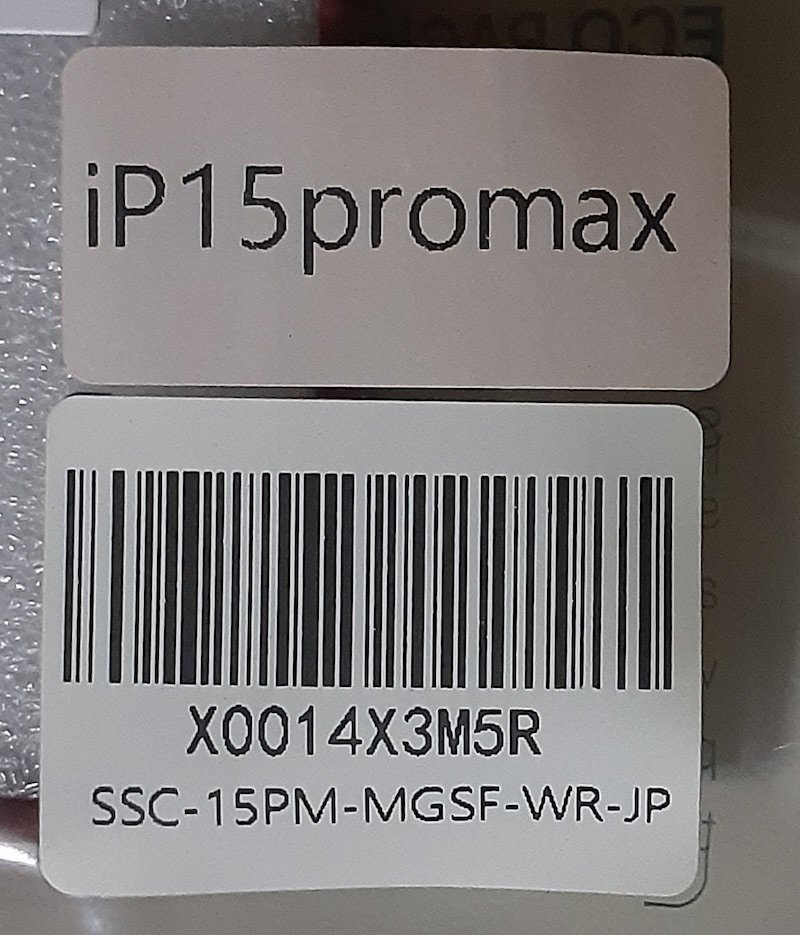 iP15promax
X0014X3M5R
SSC-15PM-MGSF-WR-JP